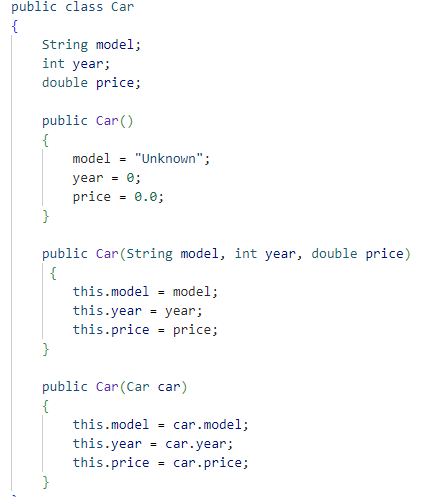 public class Car
{
    String model;
    int year;
    double price;

    public Car()
    {
        model = "Unknown";
        year = 0;
        price = 0.0;
    }

    public Car(String model, int year, double price)
     {
        this.model = model;
        this.year = year;
        this.price = price;
    }

    public Car(Car car)
    {
        this.model = car.model;
        this.year = car.year;
        this.price = car.price;
    }